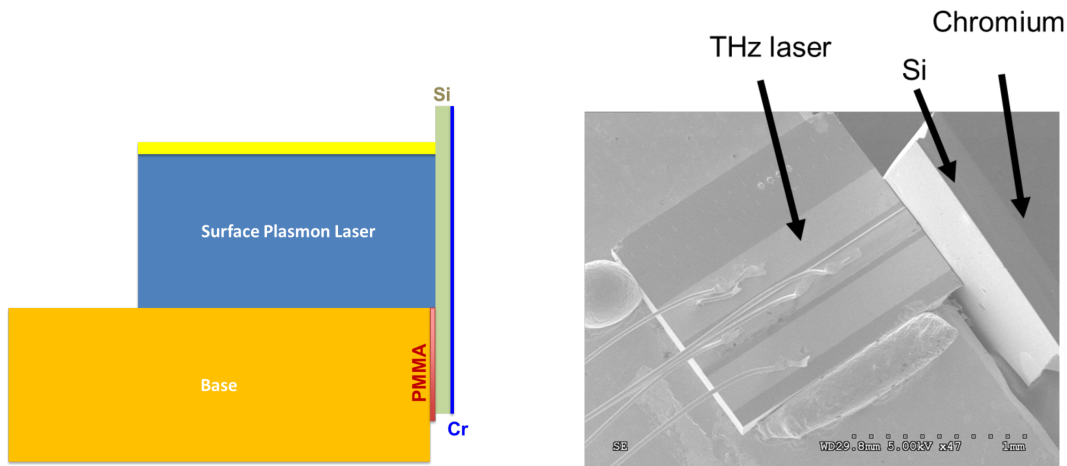 Si
Surface Plasmon Laser
PMMA
Base
Cr
THz laser
Si
Chromium
SE
WD29.8mm 5.00kV x47
1mm